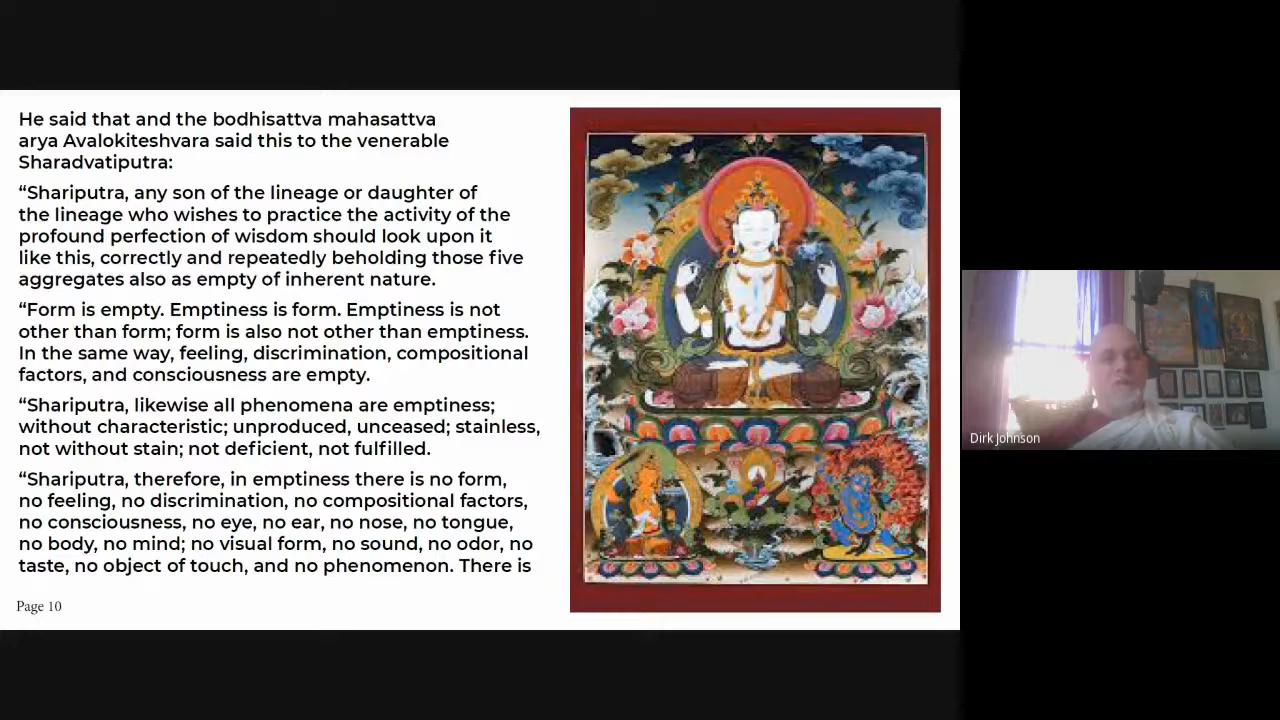 He said that and the bodhisattva mahasattva
arya Avalokiteshvara said this to the venerable
Sharadvatiputra:
“Shariputra, any son of the lineage or daughter of
the lineage who wishes to practice the activity of the
profound perfection of wisdom should look upon it
like this, correctly and repeatedly beholding those five
aggregates also as empty of inherent nature.
“Form is empty. Emptiness is form. Emptiness is not
other than form; form is also not other than emptiness.
In the same way, feeling, discrimination, compositional
factors, and consciousness are empty.
“Shariputra, likewise all phenomena are emptiness;
without characteristic; unproduced, unceased; stainless,
not without stain; not deficient, not fulfilled.
“Shariputra, therefore, in emptiness there is no form,
no feeling, no discrimination, no compositional factors,
no consciousness, no eye, no ear, no nose, no tongue,
no body, no mind; no visual form, no sound, no odor, no
taste, no object of touch, and no phenomenon. There is
Page 10
Dirk Johnson